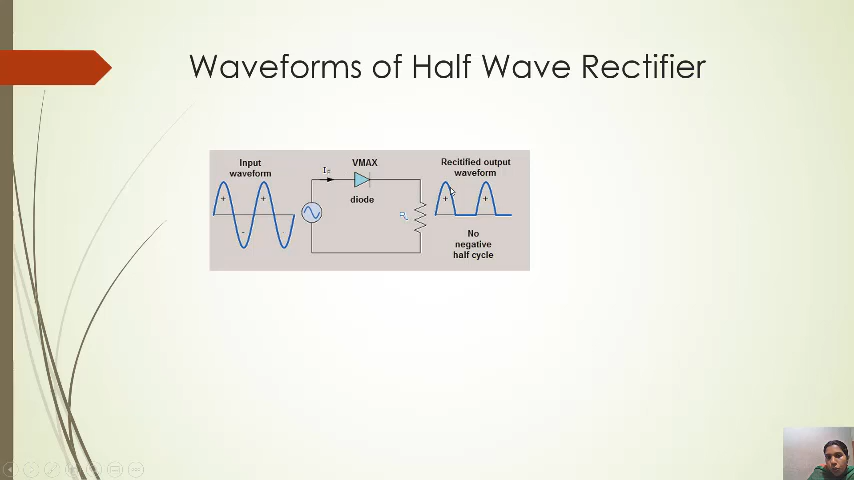 Waveforms of Half Wave Rectifier
Input
waveform
+
+
-
-
VMAX
diode
Recitified output
waveform
+
+
No
negative
half cycle